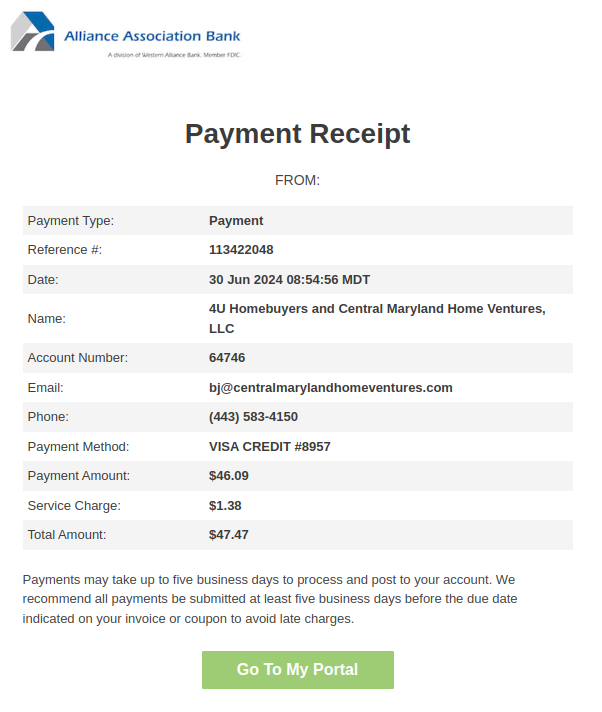 Alliance Association Bank
A division of Western Alliance Bank. Member FDIC.
Payment Receipt
FROM:
Payment Type: Payment
Reference #: 113422048
Date: 30 Jun 2024 08:54:56 MDT
Name: 4U Homebuyers and Central Maryland Home Ventures,
LLC
Account Number: 64746
Email: bj@centralmarylandhomeventures.com
Phone: (443) 583-4150
Payment Method: VISA CREDIT #8957
Payment Amount: $46.09
Service Charge: $1.38
Total Amount: $47.47
Payments may take up to five business days to process and post to your account. We
recommend all payments be submitted at least five business days before the due date
indicated on your invoice or coupon to avoid late charges.
Go To My Portal